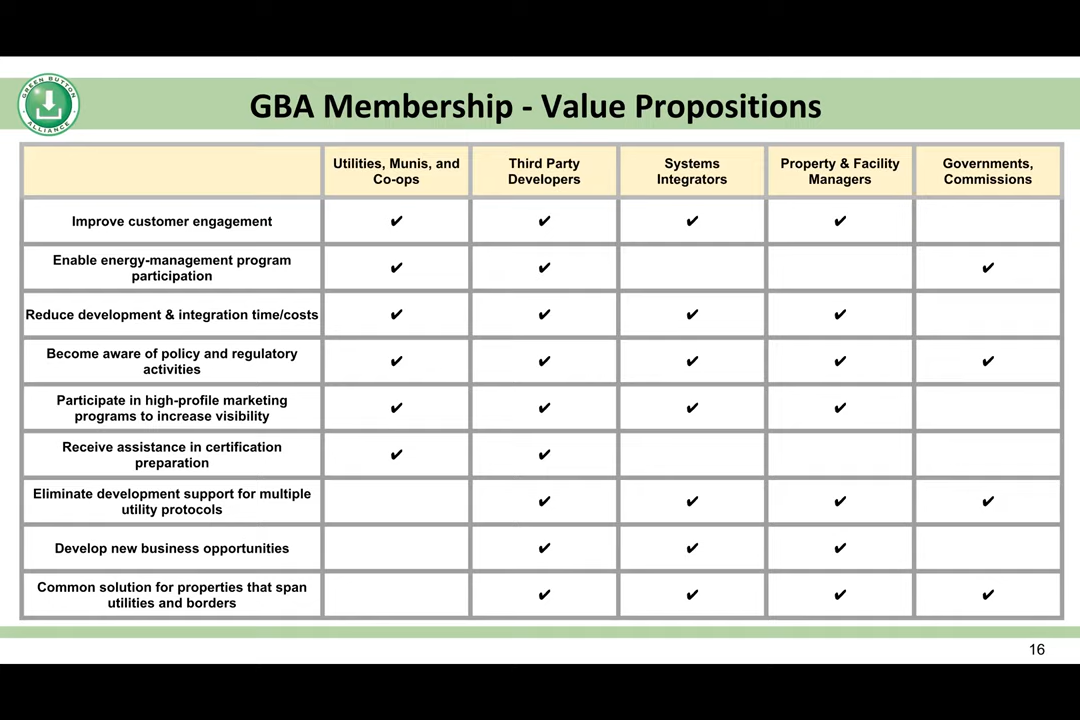 GREEN BUTTON
ALLIANCE
GBA Membership - Value Propositions
Utilities, Munis, and
Co-ops
Third Party
Developers
Systems
Integrators
Property & Facility
Managers
Governments,
Commissions
Improve customer engagement ✔ ✔ ✔ ✔
Enable energy-management program
participation ✔ ✔ ✔
Reduce development & integration time/costs ✔ ✔ ✔ ✔
Become aware of policy and regulatory
activities ✔ ✔ ✔ ✔ ✔
Participate in high-profile marketing
programs to increase visibility ✔ ✔ ✔ ✔
Receive assistance in certification
preparation ✔ ✔
Eliminate development support for multiple
utility protocols ✔ ✔ ✔ ✔
Develop new business opportunities ✔ ✔ ✔
Common solution for properties that span
utilities and borders ✔ ✔ ✔ ✔
16